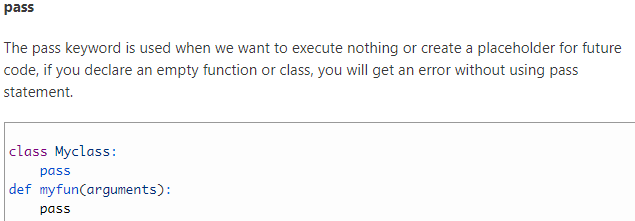 pass
The pass keyword is used when we want to execute nothing or create a placeholder for future
code, if you declare an empty function or class, you will get an error without using pass
statement.
class Myclass:
    pass
def myfun(arguments):
    pass